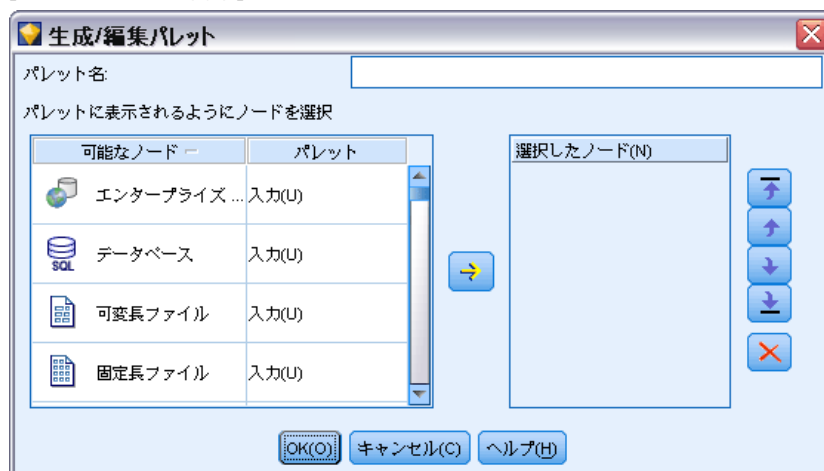 生成/編集パレット
パレット名:
パレットに表示されるようにノードを選択
可能なノード パレット 選択したノード(N)
エンタープライズ ... 入力(U)
SQL データベース 入力(U)
可変長ファイル 入力(U)
固定長ファイル 入力(U)
OK(O) キャンセル(C) ヘルプ(H)